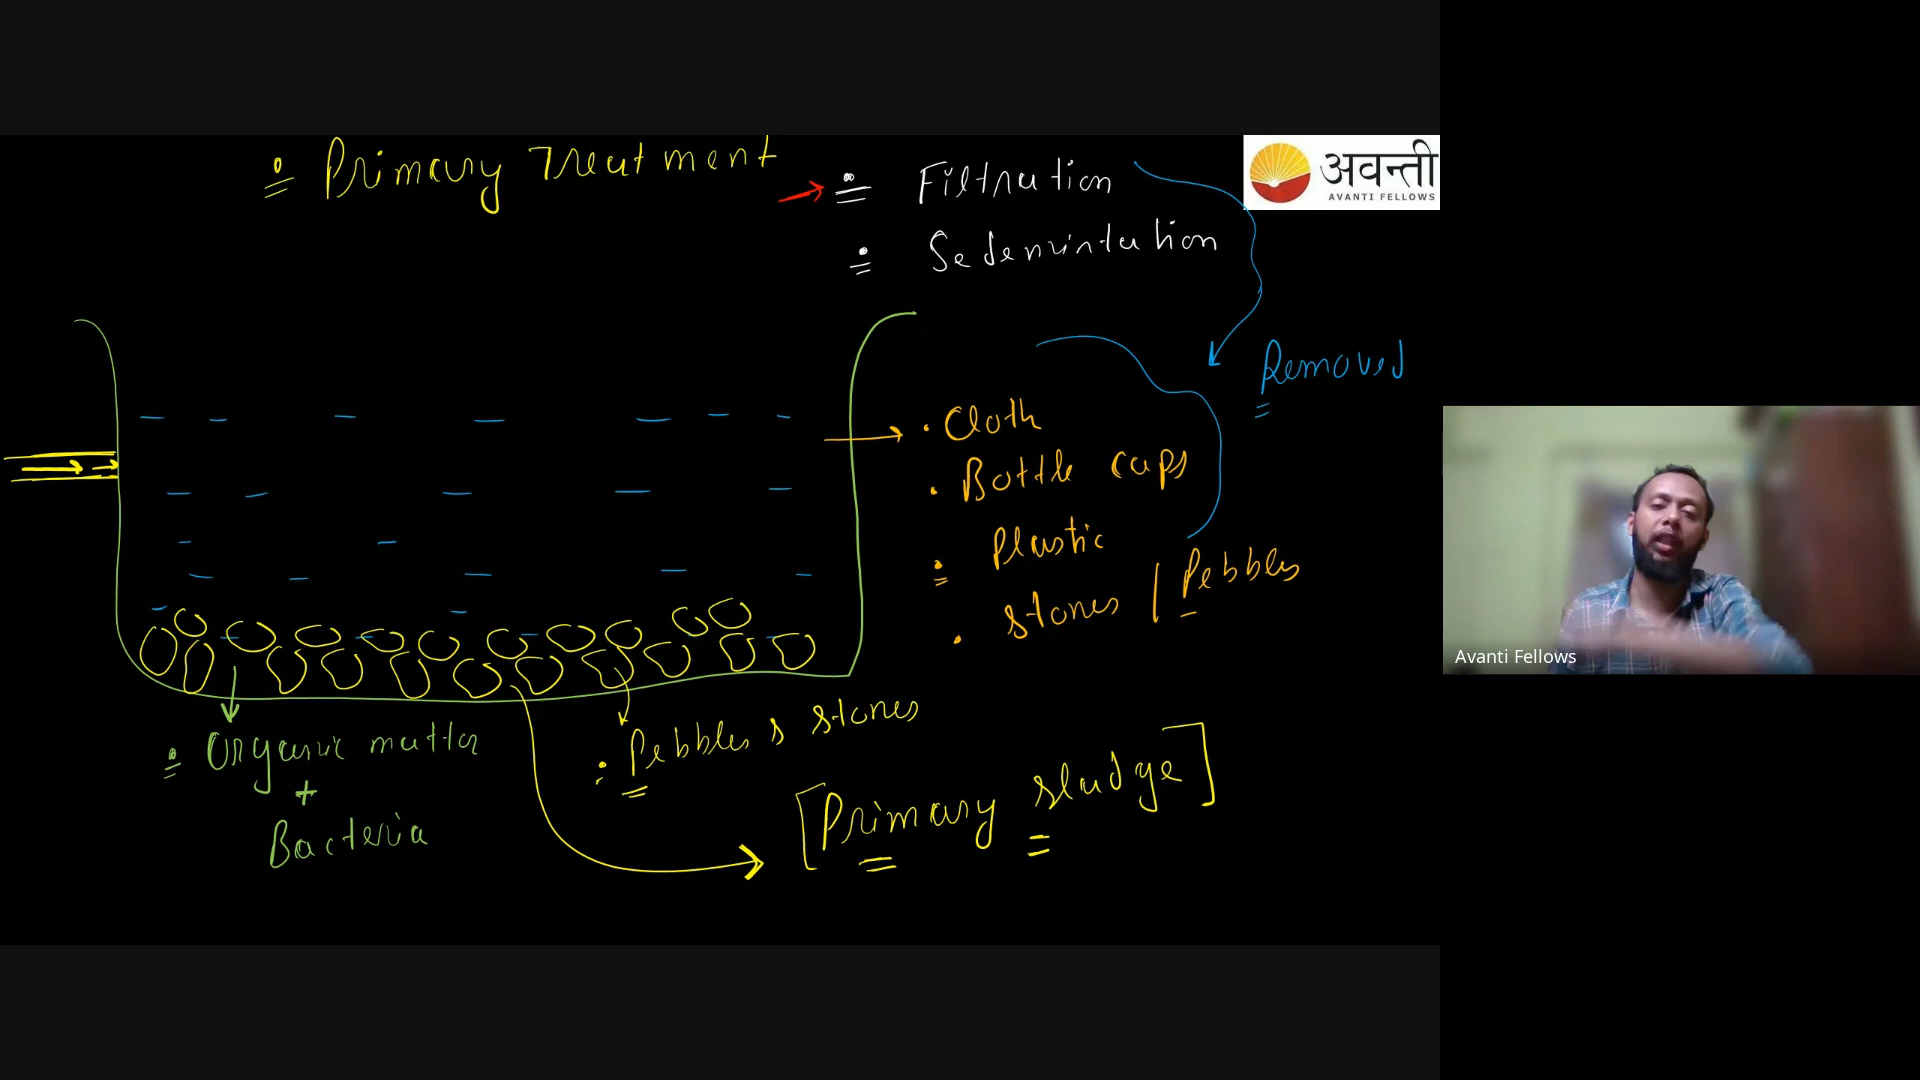 Primary Treatment
Filtration
Sedemintation
अवन्ती
AVANTI FELLOWS
Removed
Cloth
Bottle caps
Plastic
stones / Pebbles
Organic matter
+
Bacteria
Pebbles & stones
[Primary sludge]
Avanti Fellows